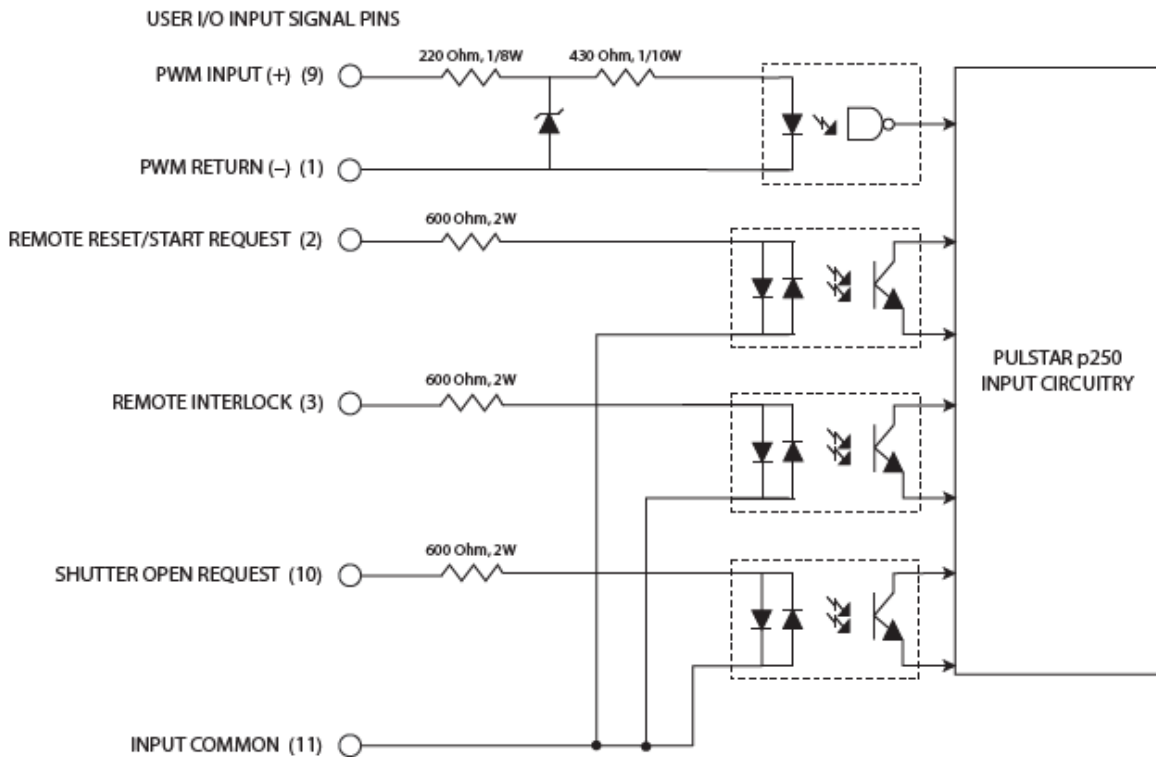 USER I/O INPUT SIGNAL PINS
220 Ohm, 1/8W
430 Ohm, 1/10W
PWM INPUT (+) (9)
PWM RETURN (–) (1)
600 Ohm, 2W
REMOTE RESET/START REQUEST (2)
600 Ohm, 2W
REMOTE INTERLOCK (3)
PULSTAR p250
INPUT CIRCUITRY
600 Ohm, 2W
SHUTTER OPEN REQUEST (10)
INPUT COMMON (11)